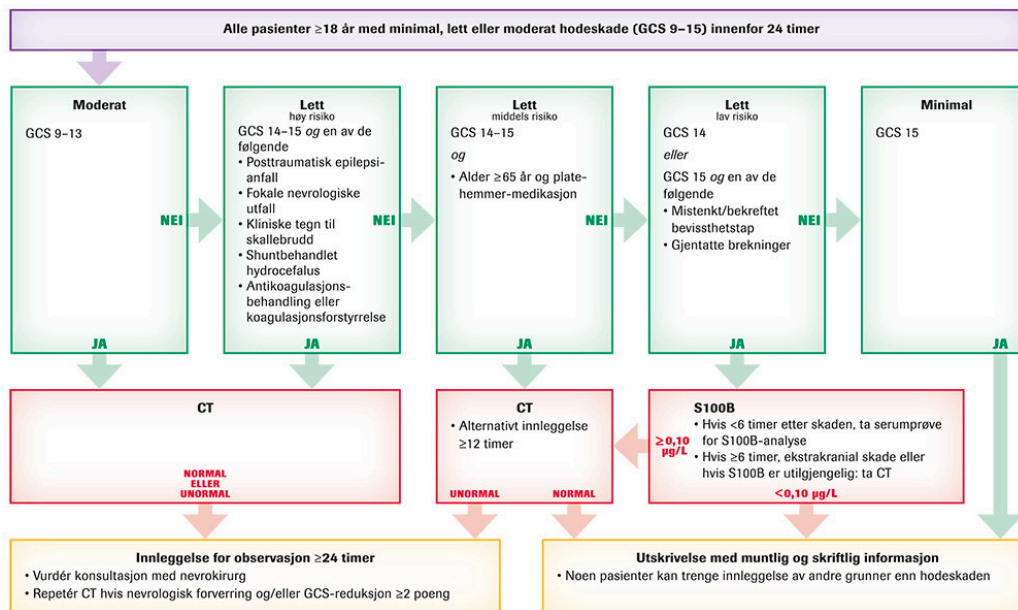 Alle pasienter ≥18 år med minimal, lett eller moderat hodeskade (GCS 9–15) innenfor 24 timer
Moderat
GCS 9–13
NEI
JA
Lett
høy risiko
GCS 14–15 og en av de
følgende
• Posttraumatisk epilepsi-
anfall
• Fokale nevrologiske
utfall
• Kliniske tegn til
skallebrudd
• Shuntbehandlet
hydrocefalus
• Antikoagulasjons-
behandling eller
koagulasjonsforstyrrelse
NEI
JA
Lett
middels risiko
GCS 14–15
og
• Alder ≥65 år og plate-
hemmer-medikasjon
NEI
JA
Lett
lav risiko
GCS 14
eller
GCS 15 og en av de
følgende
• Mistenkt/bekreftet
bevissthetstap
• Gjentatte brekninger
NEI
JA
Minimal
GCS 15
JA
CT
NORMAL
ELLER
UNORMAL
CT
• Alternativt innleggelse
≥12 timer
UNORMAL
NORMAL
S100B
• Hvis <6 timer etter skaden, ta serumprøve
for S100B-analyse
• Hvis ≥6 timer, ekstrakranial skade eller
hvis S100B er utilgjengelig: ta CT
≥0,10
µg/L
<0,10 µg/L
Innleggelse for observasjon ≥24 timer
• Vurdér konsultasjon med nevrokirurg
• Repetér CT hvis nevrologisk forverring og/eller GCS-reduksjon ≥2 poeng
Utskrivelse med muntlig og skriftlig informasjon
• Noen pasienter kan trenge innleggelse av andre grunner enn hodeskaden